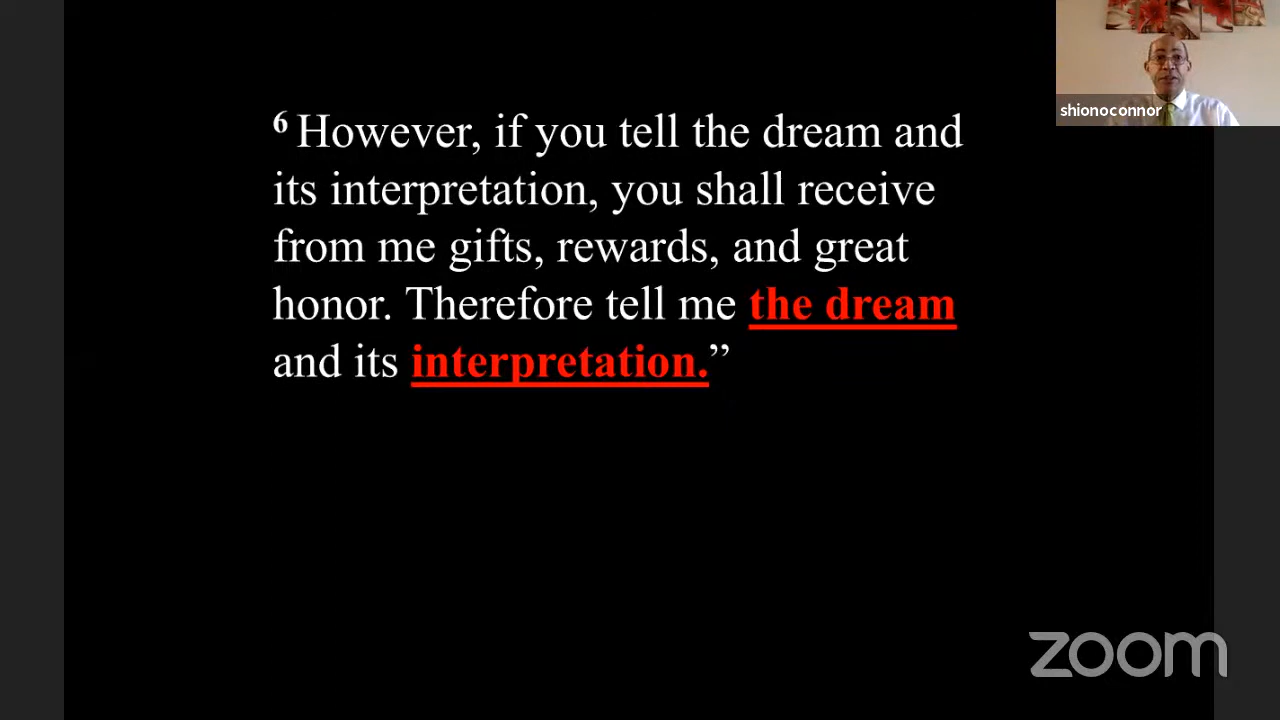 shionoconnor
6 However, if you tell the dream and
its interpretation, you shall receive
from me gifts, rewards, and great
honor. Therefore tell me the dream
and its interpretation.”
zoom